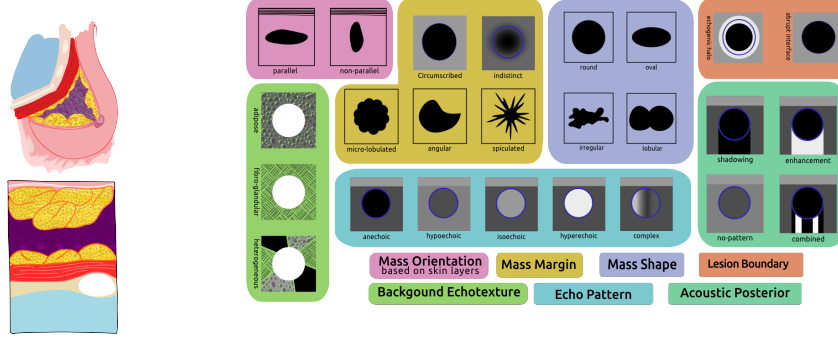 parallel
non-parallel
Circumscribed
indistinct
micro-lobulated
angular
spiculated
round
oval
irregular
lobular
echogenic halo
abrupt interface
adipose
fibro-glandular
heterogeneous
anechoic
hypoechoic
isoechoic
hyperechoic
complex
shadowing
enhancement
no-pattern
combined
Mass Orientation
based on skin layers
Mass Margin
Mass Shape
Lesion Boundary
Backgound Echotexture
Echo Pattern
Acoustic Posterior